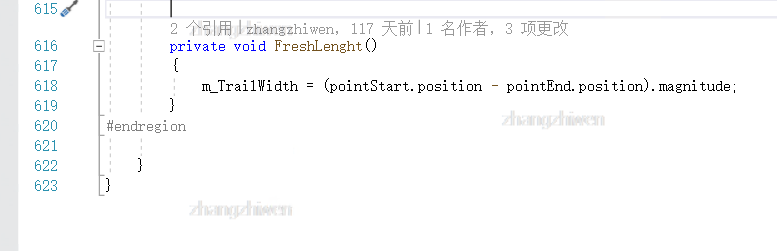 615
2 个引用|zhangzhiwen，117 天前|1 名作者，3 项更改
616 private void FreshLenght()
617 {
618 m_TrailWidth = (pointStart.position - pointEnd.position).magnitude;
619 }
620 #endregion
zhangzhiwen
621
622 }
623 }
zhangzhiwen